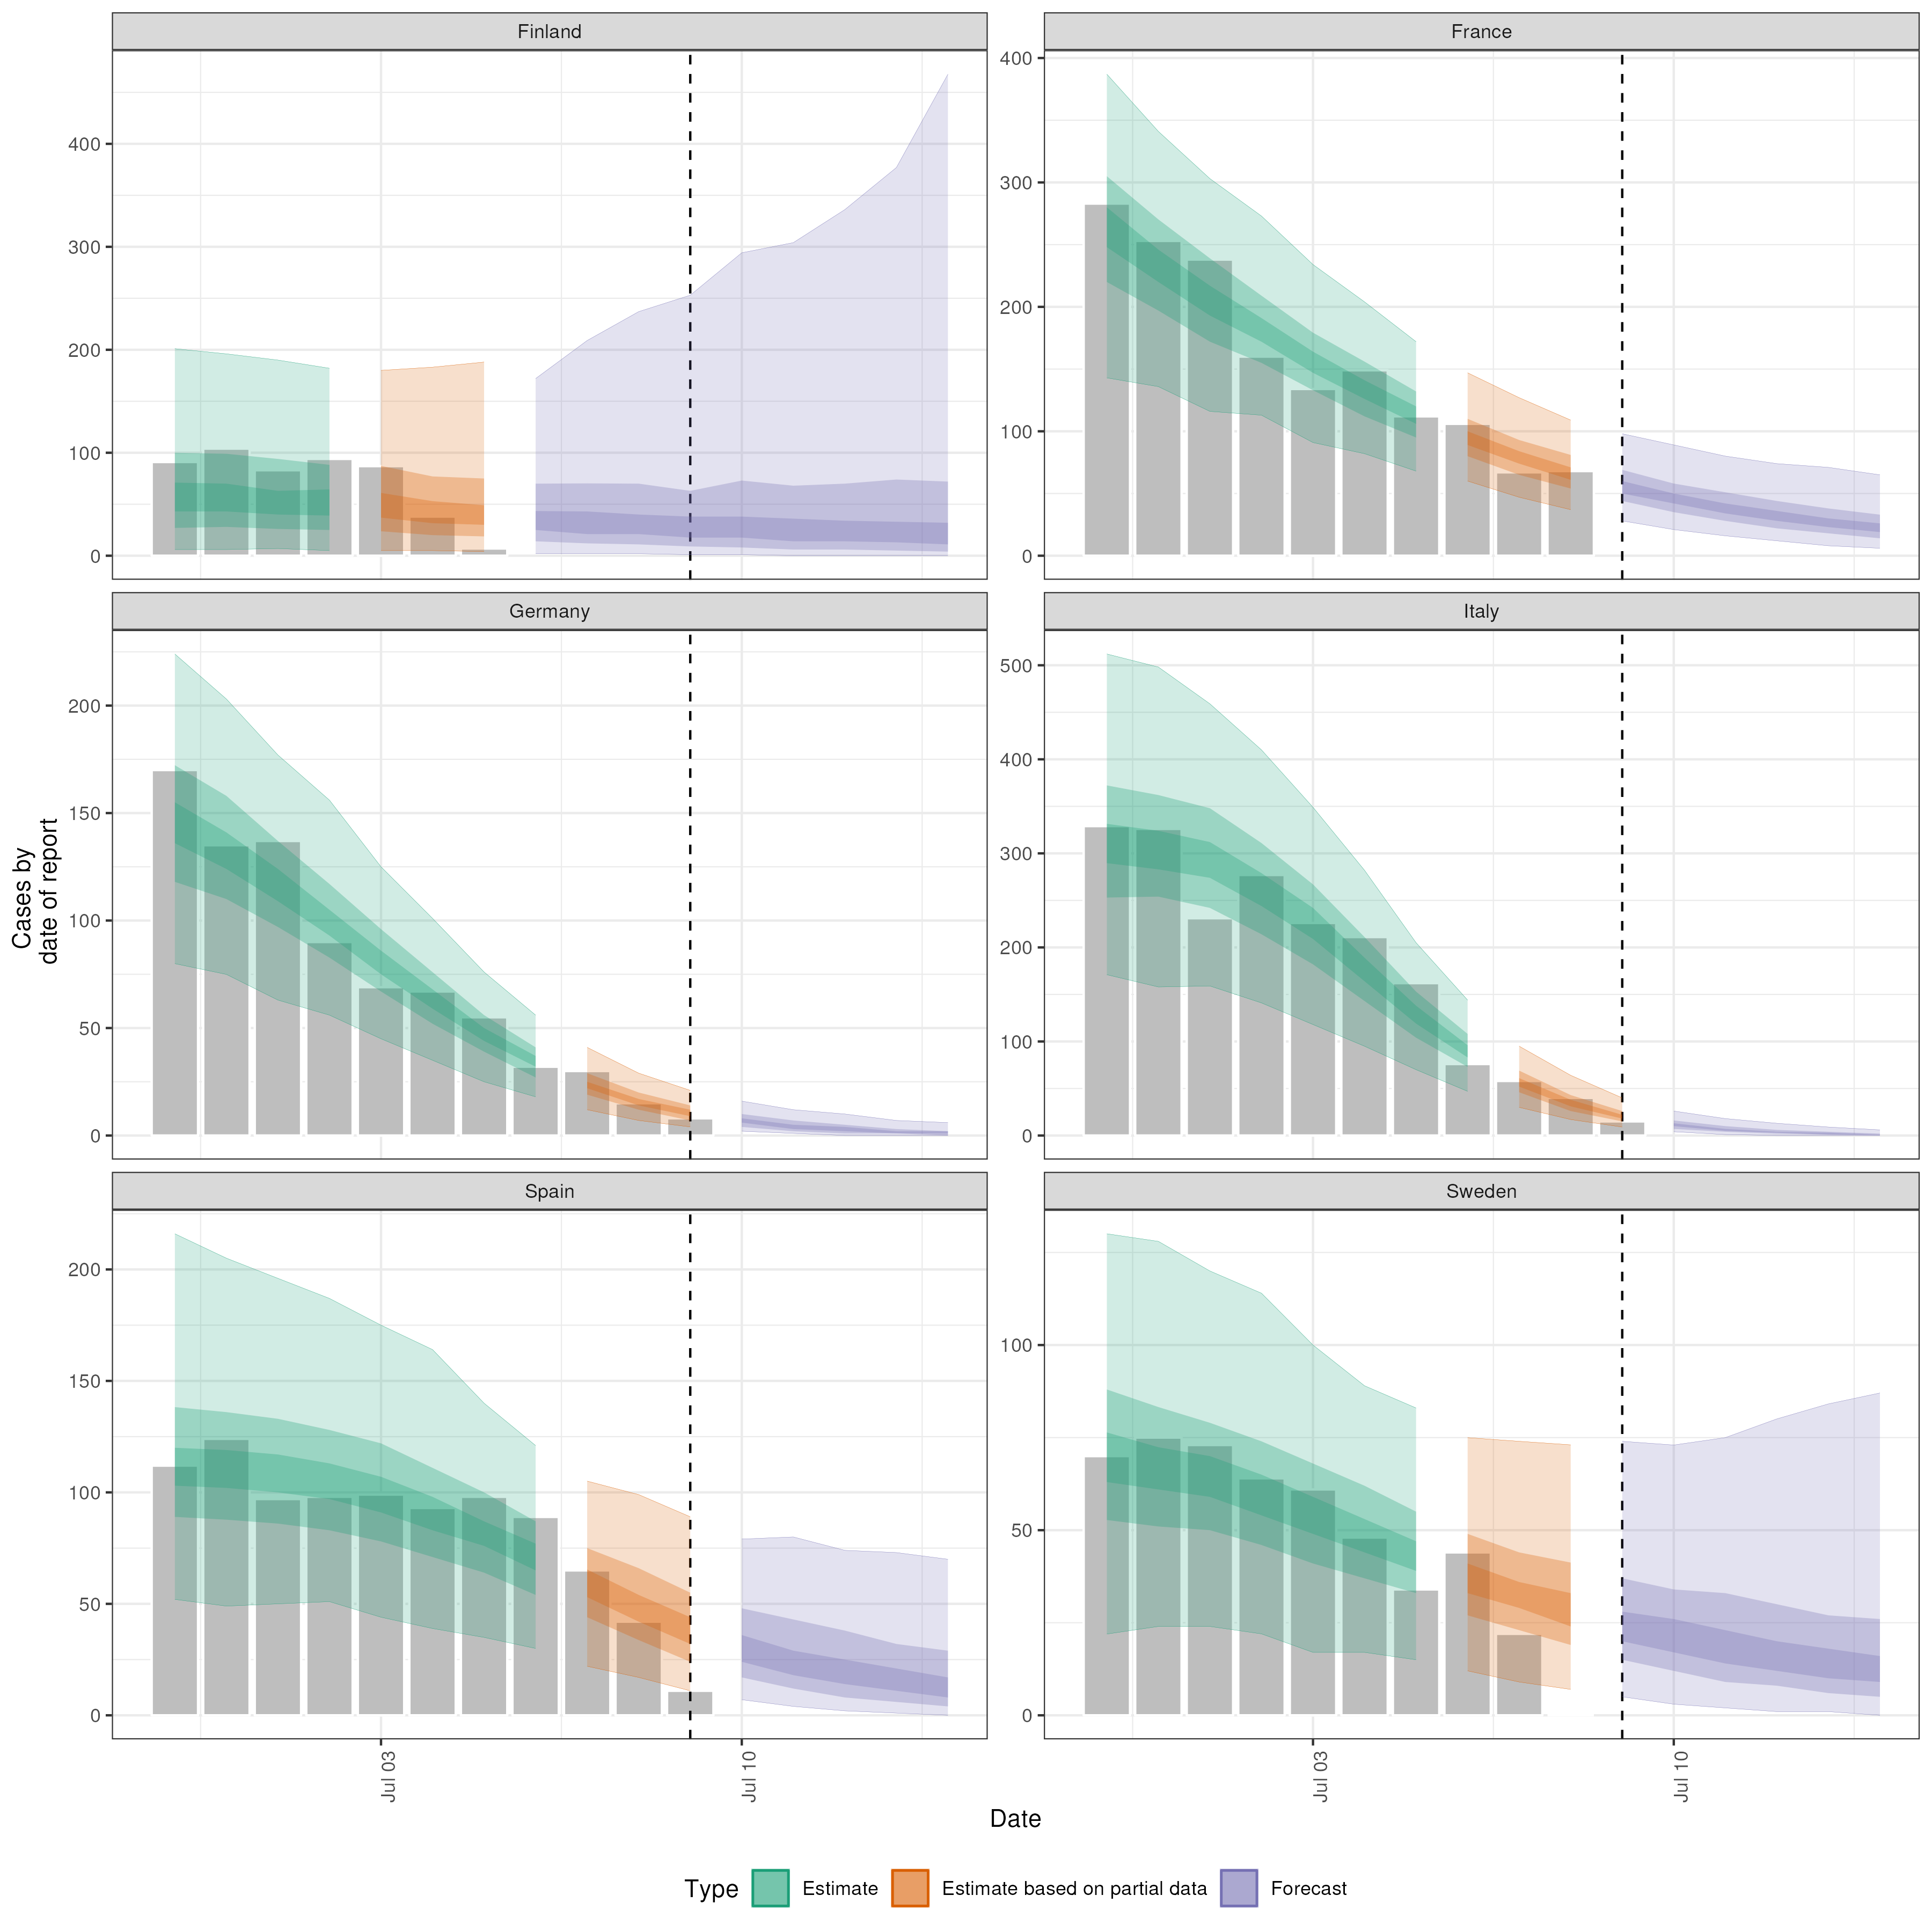 Finland
France
400
300
200
100
0
400
300
200
100
0
Germany
Italy
200
150
100
50
0
500
400
300
200
100
0
Spain
Sweden
200
150
100
50
0
100
50
0
Cases by
date of report
Jul 03
Jul 10
Jul 03
Jul 10
Date
Type
Estimate
Estimate based on partial data
Forecast